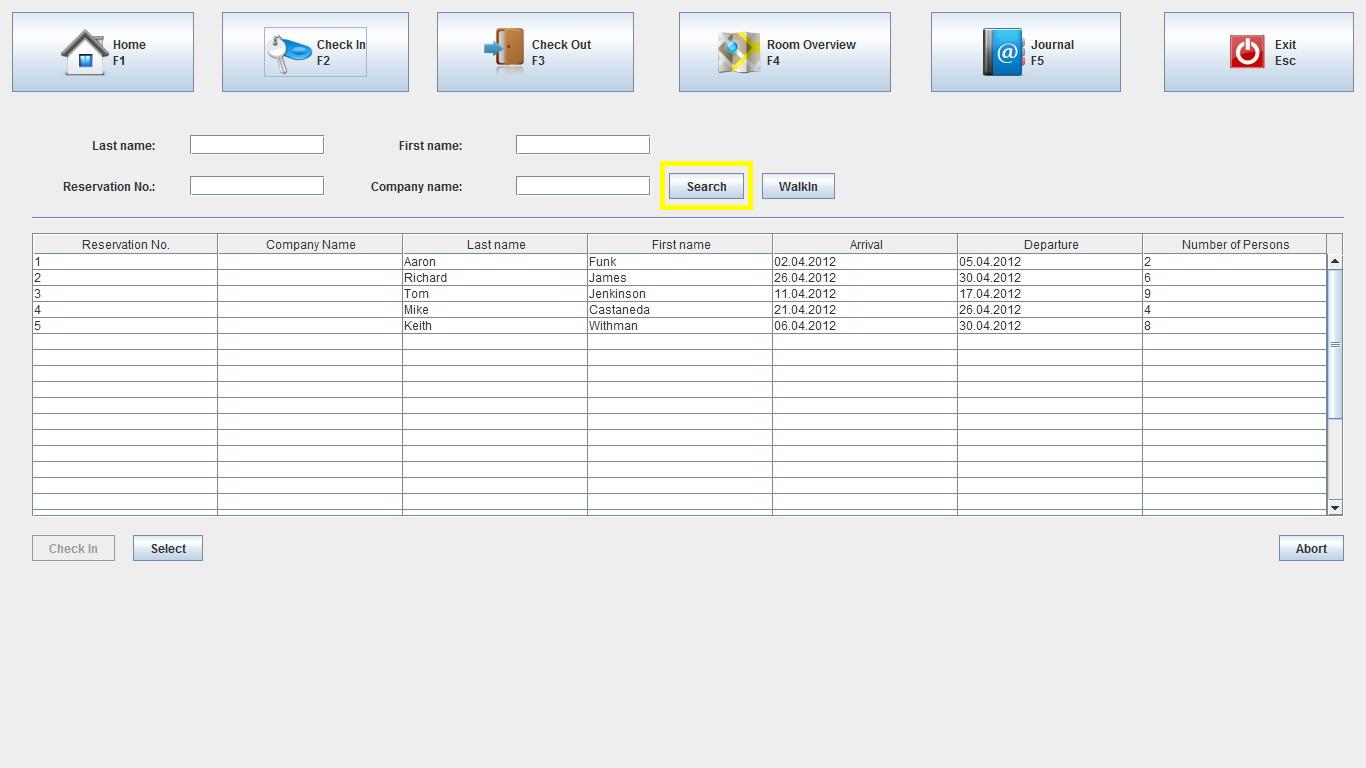 Home Check In Check Out Room Overview Journal Exit
F1 F2 F3 F4 F5 Esc
Last name: First name:
Reservation No.: Company name: Search WalkIn
Reservation No. Company Name Last name First name Arrival Departure Number of Persons
1 Aaron Funk 02.04.2012 05.04.2012 2
2 Richard James 26.04.2012 30.04.2012 6
3 Tom Jenkinson 11.04.2012 17.04.2012 9
4 Mike Castaneda 21.04.2012 26.04.2012 4
5 Keith Withman 06.04.2012 30.04.2012 8
Check In Select Abort